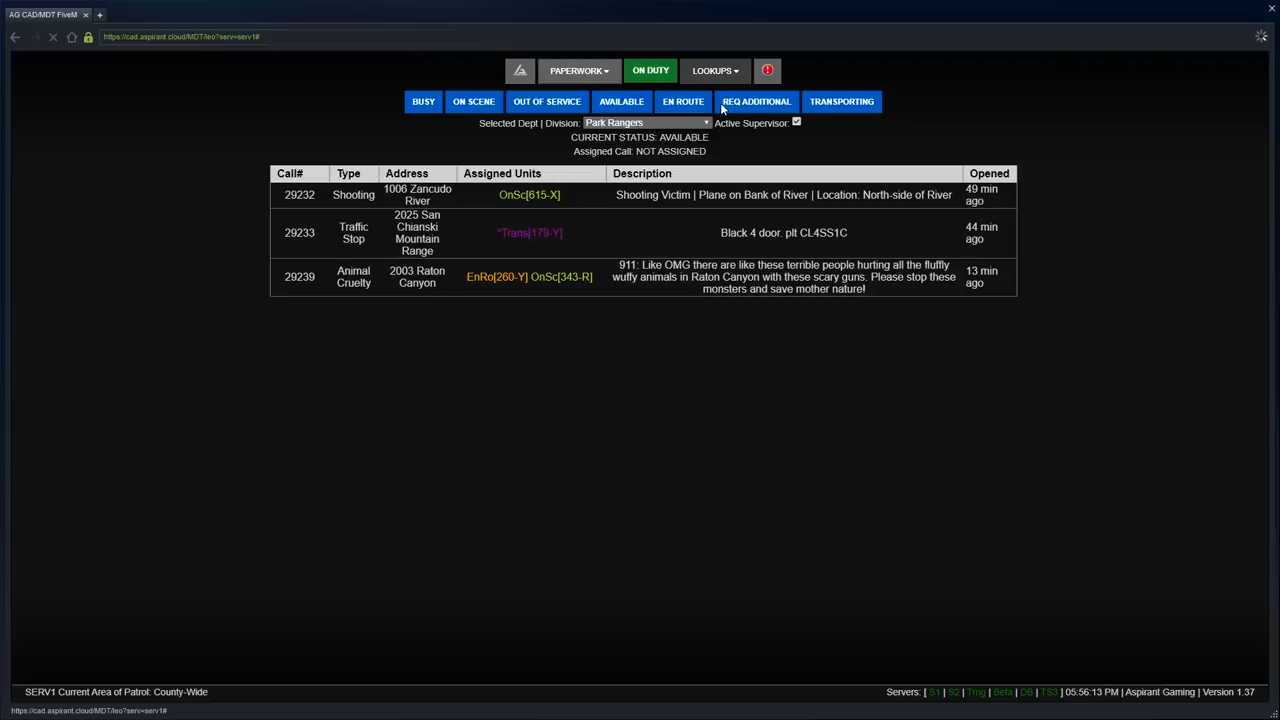 AG CAD/MDT FiveM
https://cad.aspirant.cloud/MDT/leo?serv=serv1#
PAPERWORK ON DUTY LOOKUPS
BUSY ON SCENE OUT OF SERVICE AVAILABLE EN ROUTE REQ ADDITIONAL TRANSPORTING
Selected Dept | Division: Park Rangers Active Supervisor:
CURRENT STATUS: AVAILABLE
Assigned Call: NOT ASSIGNED
Call# Type Address Assigned Units Description Opened
29232 Shooting 1006 Zancudo River OnSc[615-X] Shooting Victim | Plane on Bank of River | Location: North-side of River 49 min ago
29233 Traffic Stop 2025 San Chianski Mountain Range *Trans[179-Y] Black 4 door. plt CL4SS1C 44 min ago
29239 Animal Cruelty 2003 Raton Canyon EnRo[260-Y] OnSc[343-R] 911: Like OMG there are like these terrible people hurting all the fluffly wuffy animals in Raton Canyon with these scary guns. Please stop these monsters and save mother nature! 13 min ago
SERV1 Current Area of Patrol: County-Wide
Servers: [ S1 | S2 | Trng | Beta | DB | TS3 ] 05:56:13 PM | Aspirant Gaming | Version 1.37
https://cad.aspirant.cloud/MDT/leo?serv=serv1#